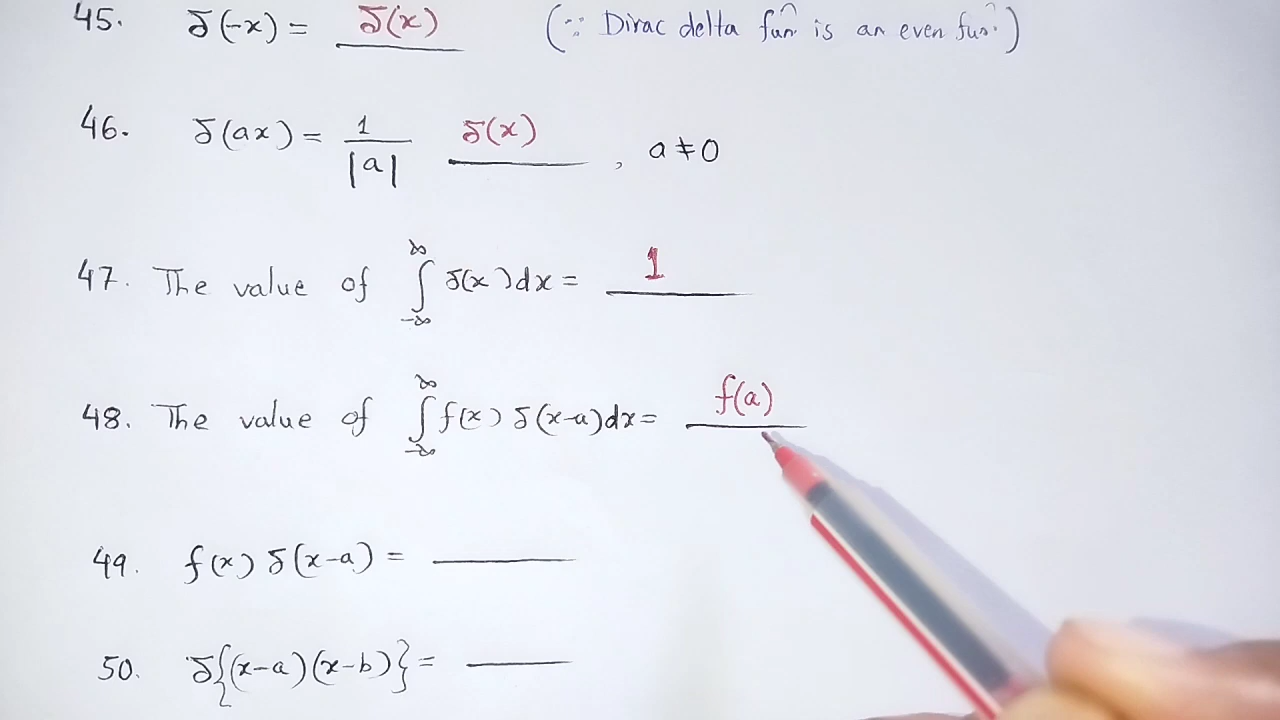 45. δ(-x) = δ(x) (∵ Dirac delta fun̂ is an even fun̂.)
46. δ(ax) = 1/|a| δ(x), a ≠ 0
47. The value of ∫_{-∞}^{∞} δ(x) dx = 1
48. The value of ∫_{-∞}^{∞} f(x) δ(x-a) dx = f(a)
49. f(x) δ(x-a) = ______
50. δ{(x-a)(x-b)} = ______